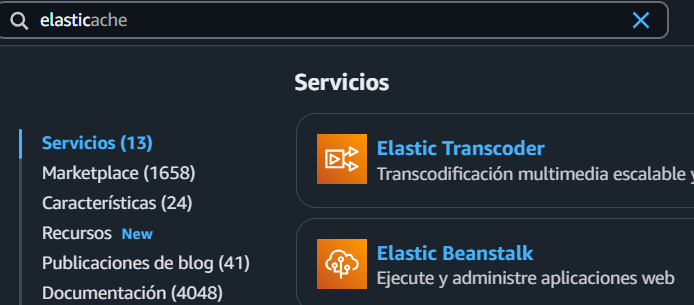 elasticache
Servicios
Servicios (13)
Marketplace (1658)
Características (24)
Recursos New
Publicaciones de blog (41)
Documentación (4048)
Elastic Transcoder
Transcodificación multimedia escalable y
Elastic Beanstalk
Ejecute y administre aplicaciones web